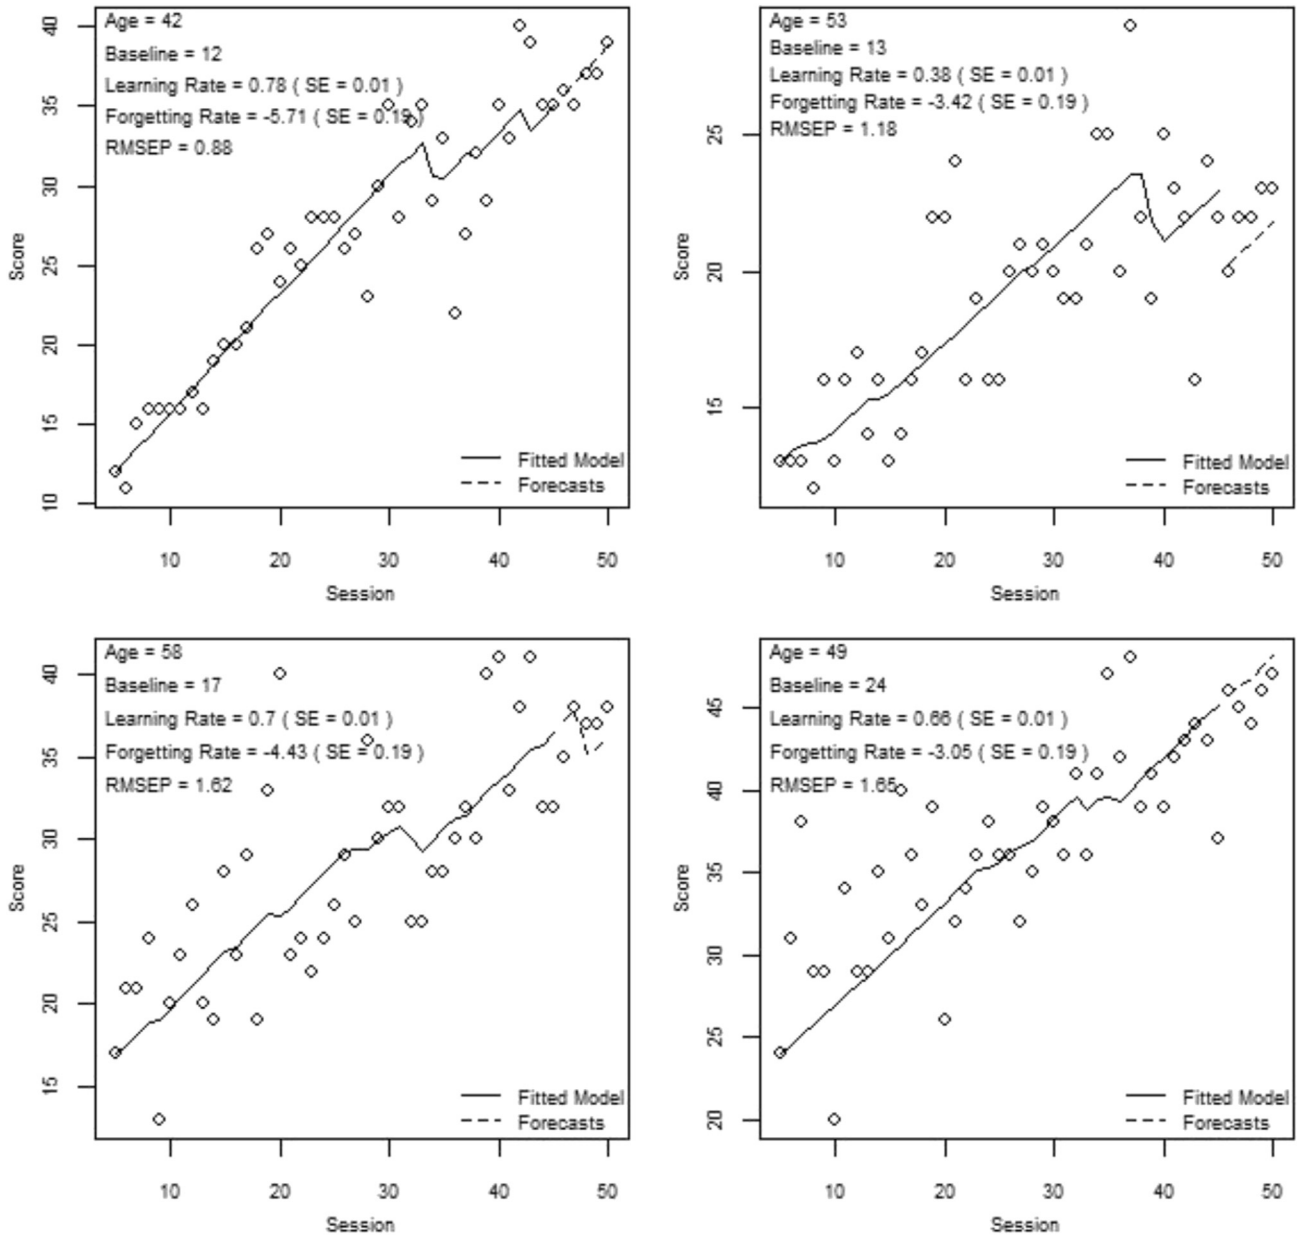 Age = 42
Baseline = 12
Learning Rate = 0.78 ( SE = 0.01 )
Forgetting Rate = -5.71 ( SE = 0.19 )
RMSEP = 0.88
40
35
30
25
20
15
10
Score
Fitted Model
Forecasts
10 20 30 40 50
Session
Age = 53
Baseline = 13
Learning Rate = 0.38 ( SE = 0.01 )
Forgetting Rate = -3.42 ( SE = 0.19 )
RMSEP = 1.18
25
20
15
Score
Fitted Model
Forecasts
10 20 30 40 50
Session
Age = 58
Baseline = 17
Learning Rate = 0.7 ( SE = 0.01 )
Forgetting Rate = -4.43 ( SE = 0.19 )
RMSEP = 1.62
40
35
30
25
20
15
Score
Fitted Model
Forecasts
10 20 30 40 50
Session
Age = 49
Baseline = 24
Learning Rate = 0.66 ( SE = 0.01 )
Forgetting Rate = -3.05 ( SE = 0.19 )
RMSEP = 1.65
45
40
35
30
25
20
Score
Fitted Model
Forecasts
10 20 30 40 50
Session